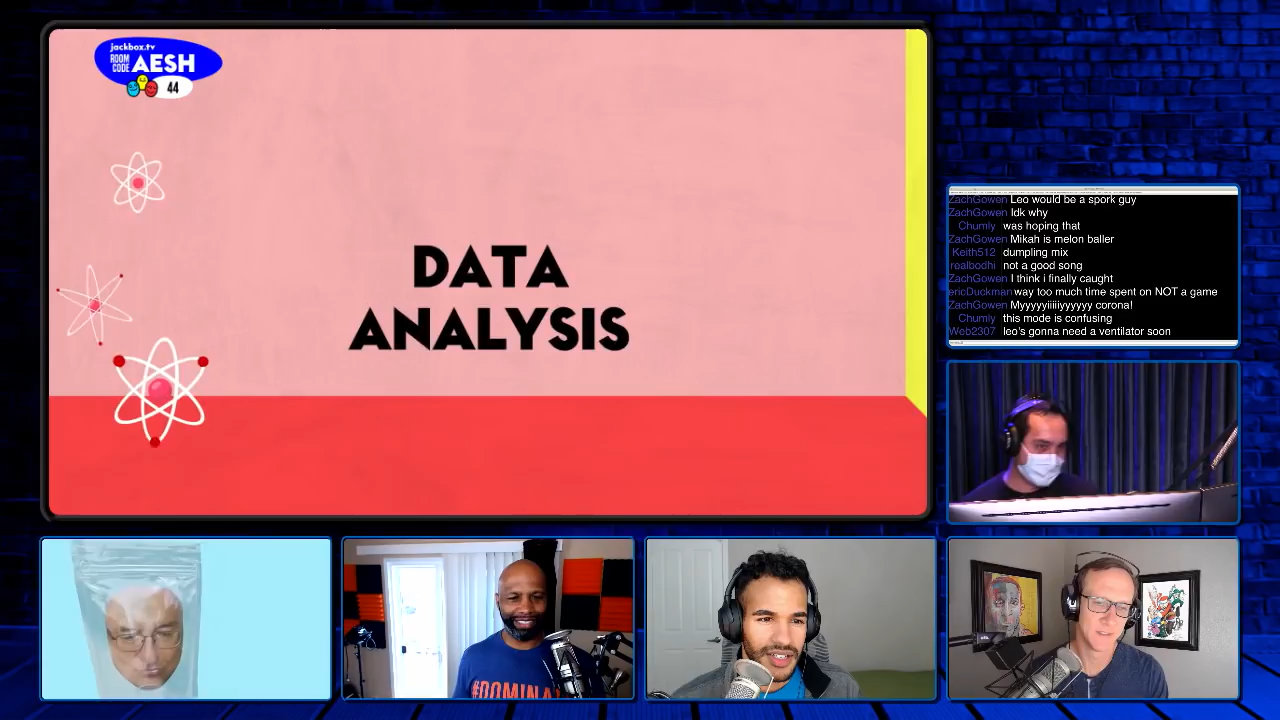 jackbox.tv
ROOM CODE AESH
44
DATA
ANALYSIS
ZachGowen Leo would be a spork guy
ZachGowen Idk why
Chumly was hoping that
ZachGowen Mikah is melon baller
Keith512 dumpling mix
realbodhi not a good song
ZachGowen I think i finally caught
ericDuckman way too much time spent on NOT a game
ZachGowen Myyyyyiiiiyyyyyy corona!
Chumly this mode is confusing
Web2307 leo's gonna need a ventilator soon
#DOMINA